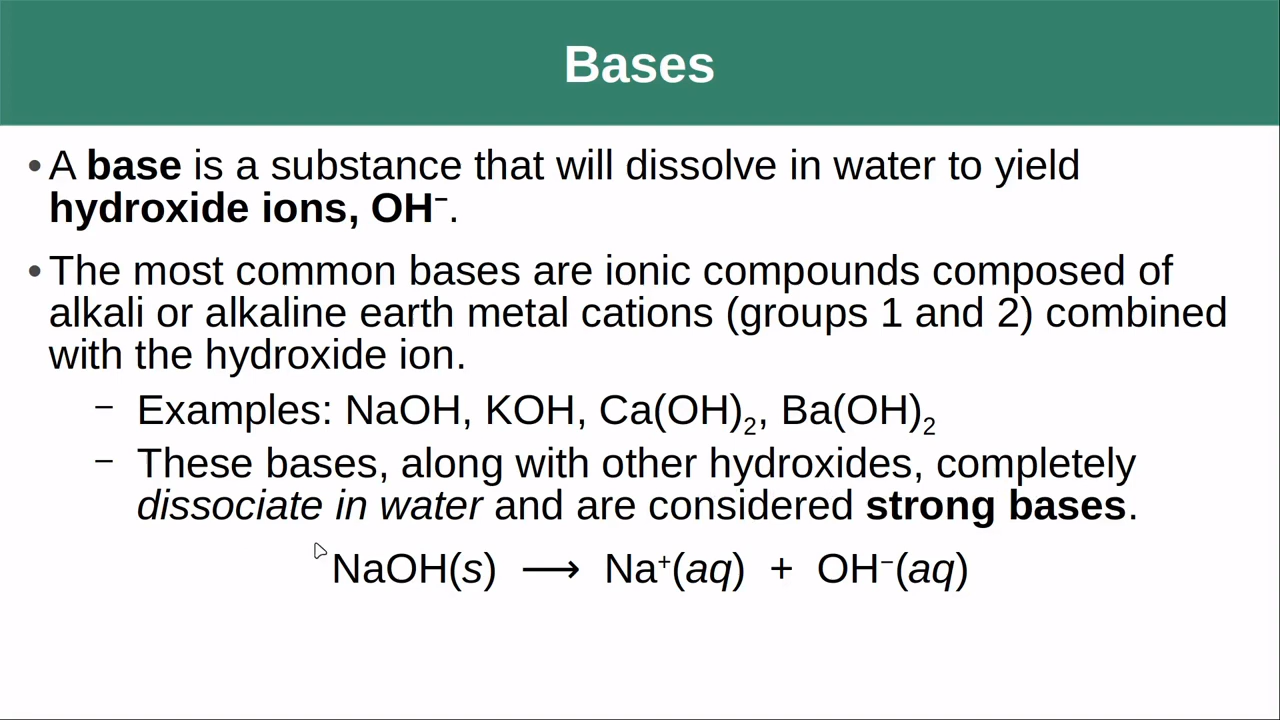 Bases
• A base is a substance that will dissolve in water to yield
hydroxide ions, OH⁻.
• The most common bases are ionic compounds composed of
alkali or alkaline earth metal cations (groups 1 and 2) combined
with the hydroxide ion.
– Examples: NaOH, KOH, Ca(OH)₂, Ba(OH)₂
– These bases, along with other hydroxides, completely
dissociate in water and are considered strong bases.
NaOH(s) ⟶ Na⁺(aq) + OH⁻(aq)